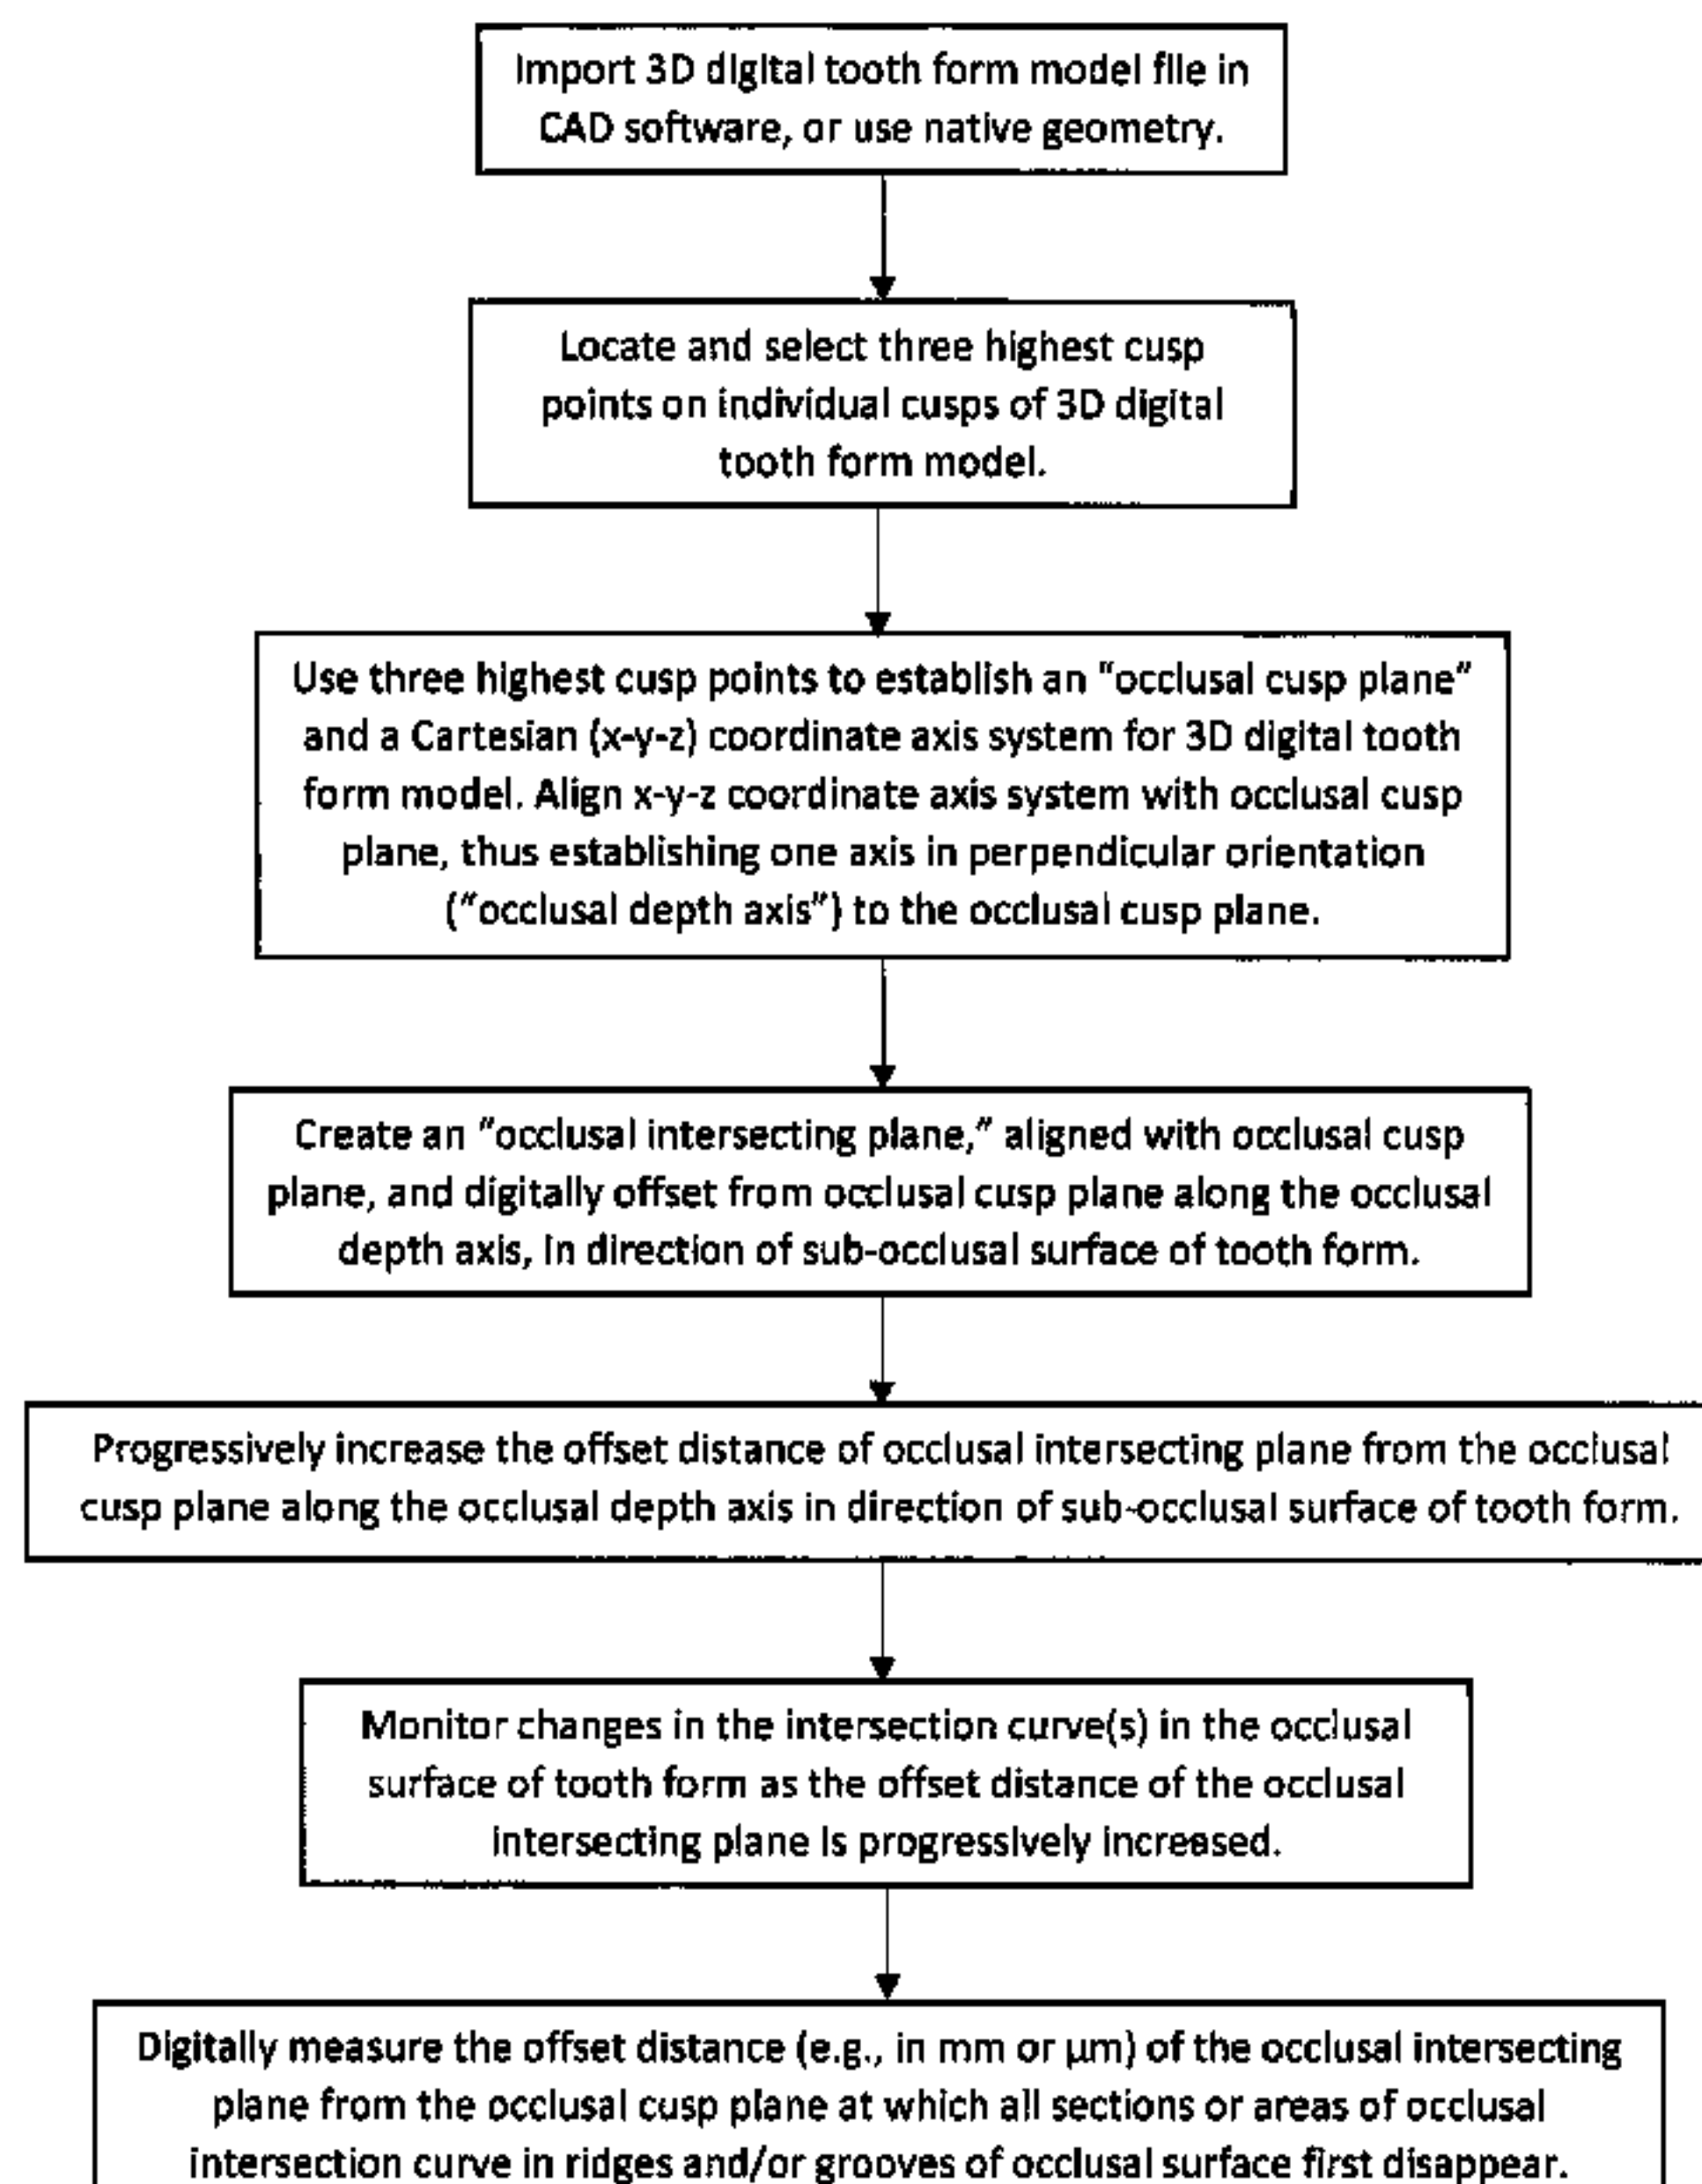 Import 3D digital tooth form model file in
CAD software, or use native geometry.
Locate and select three highest cusp
points on individual cusps of 3D digital
tooth form model.
Use three highest cusp points to establish an "occlusal cusp plane"
and a Cartesian (x-y-z) coordinate axis system for 3D digital tooth
form model. Align x-y-z coordinate axis system with occlusal cusp
plane, thus establishing one axis in perpendicular orientation
("occlusal depth axis") to the occlusal cusp plane.
Create an "occlusal intersecting plane," aligned with occlusal cusp
plane, and digitally offset from occlusal cusp plane along the occlusal
depth axis, in direction of sub-occlusal surface of tooth form.
Progressively increase the offset distance of occlusal intersecting plane from the occlusal
cusp plane along the occlusal depth axis in direction of sub-occlusal surface of tooth form.
Monitor changes in the intersection curve(s) in the occlusal
surface of tooth form as the offset distance of the occlusal
intersecting plane is progressively increased.
Digitally measure the offset distance (e.g., in mm or µm) of the occlusal intersecting
plane from the occlusal cusp plane at which all sections or areas of occlusal
intersection curve in ridges and/or grooves of occlusal surface first disappear.